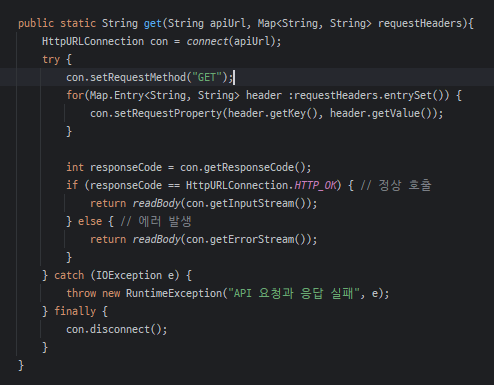 public static String get(String apiUrl, Map<String, String> requestHeaders){
HttpURLConnection con = connect(apiUrl);
try {
con.setRequestMethod("GET");
for(Map.Entry<String, String> header :requestHeaders.entrySet()) {
con.setRequestProperty(header.getKey(), header.getValue());
}
int responseCode = con.getResponseCode();
if (responseCode == HttpURLConnection.HTTP_OK) { // 정상 호출
return readBody(con.getInputStream());
} else { // 에러 발생
return readBody(con.getErrorStream());
}
} catch (IOException e) {
throw new RuntimeException("API 요청과 응답 실패", e);
} finally {
con.disconnect();
}
}